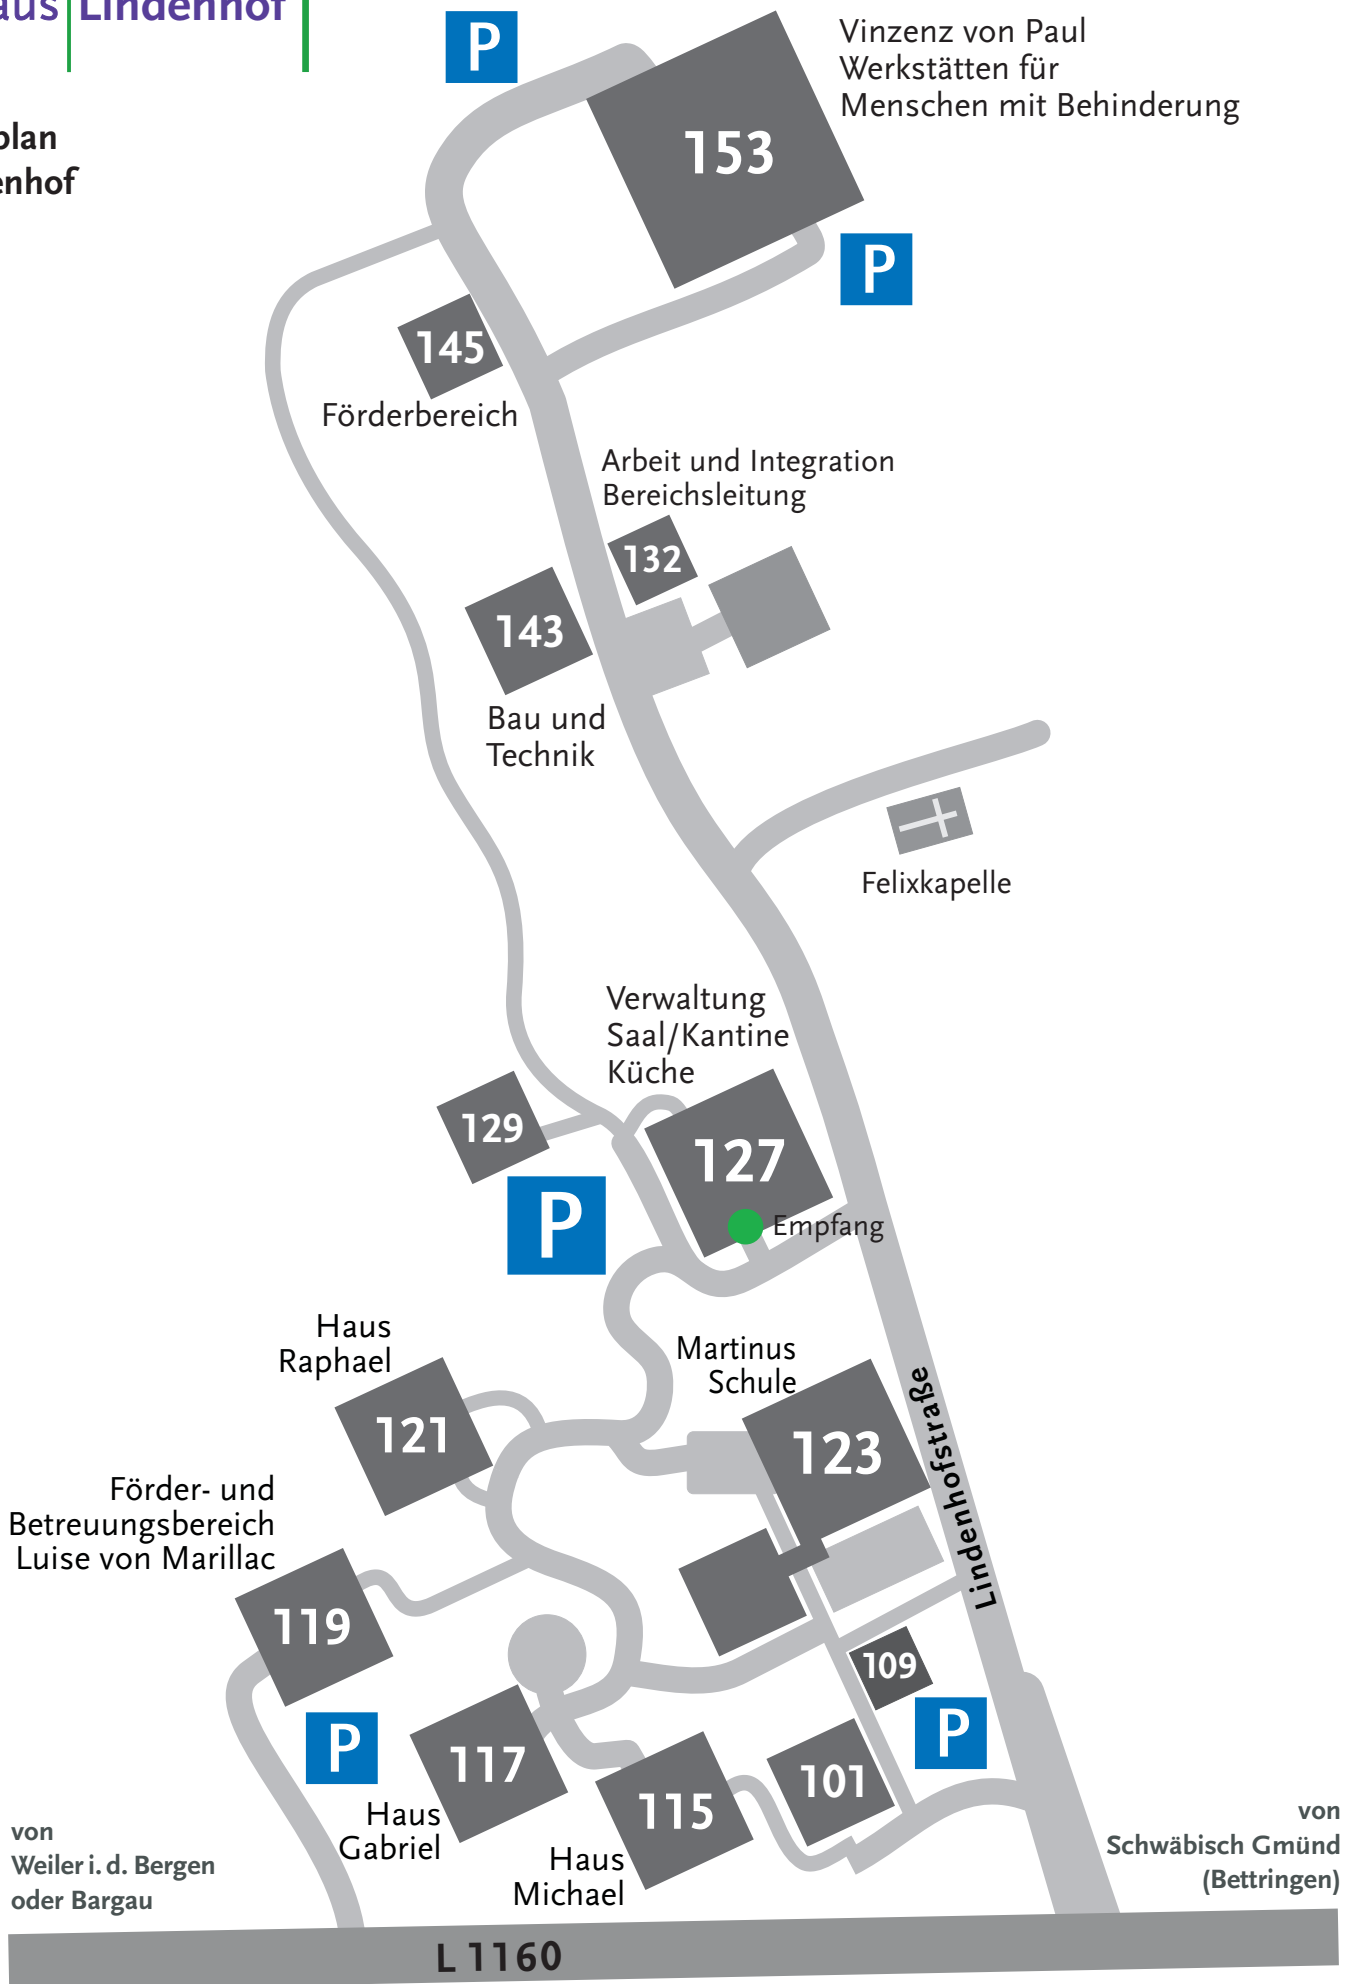 aus Lindenhof
plan
enhof
P
Vinzenz von Paul
Werkstätten für
Menschen mit Behinderung
153
P
145
Förderbereich
Arbeit und Integration
Bereichsleitung
132
143
Bau und
Technik
Felixkapelle
Verwaltung
Saal/Kantine
Küche
129
127
P
Empfang
Haus
Raphael
121
Martinus
Schule
123
Lindenhofstraße
Förder- und
Betreuungsbereich
Luise von Marillac
119
109
P
P
117
Haus
Gabriel
115
Haus
Michael
101
von
Weiler i. d. Bergen
oder Bargau
von
Schwäbisch Gmünd
(Bettringen)
L 1160